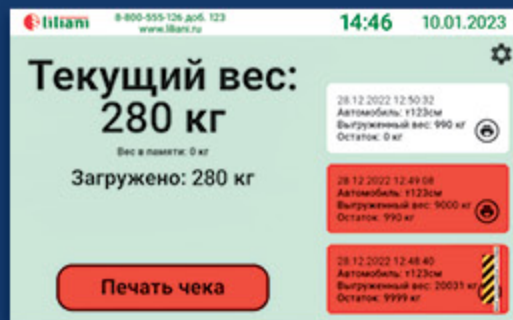 liliani
8-800-555-126 доб. 123
www.liliani.ru
14:46
10.01.2023
Текущий вес:
280 кг
Вес в памяти: 0 кг
Загружено: 280 кг
Печать чека
28.12.2022 12:50:32
Автомобиль: т123см
Выгруженный вес: 990 кг
Остаток: 0 кг
28.12.2022 12:49:08
Автомобиль: т123см
Выгруженный вес: 9000 кг
Остаток: 990 кг
28.12.2022 12:48:40
Автомобиль: т123см
Выгруженный вес: 20031 кг
Остаток: 9999 кг